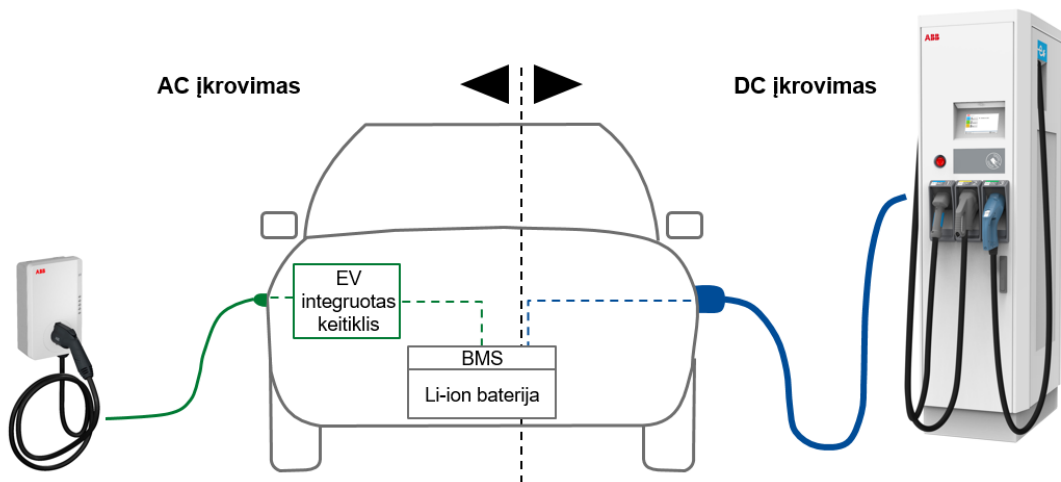 AC įkrovimas
DC įkrovimas
ABB
ABB
EV
integruotas
keitiklis
BMS
Li-ion baterija